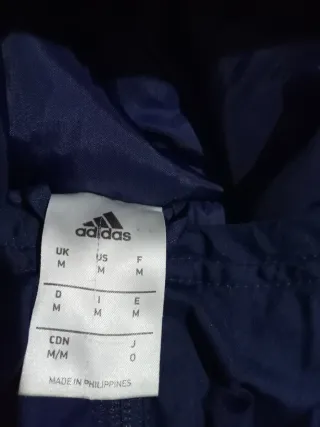 adidas
UK US F
M M M
D I E
M M M
CDN J
M/M O
MADE IN PHILIPPINES